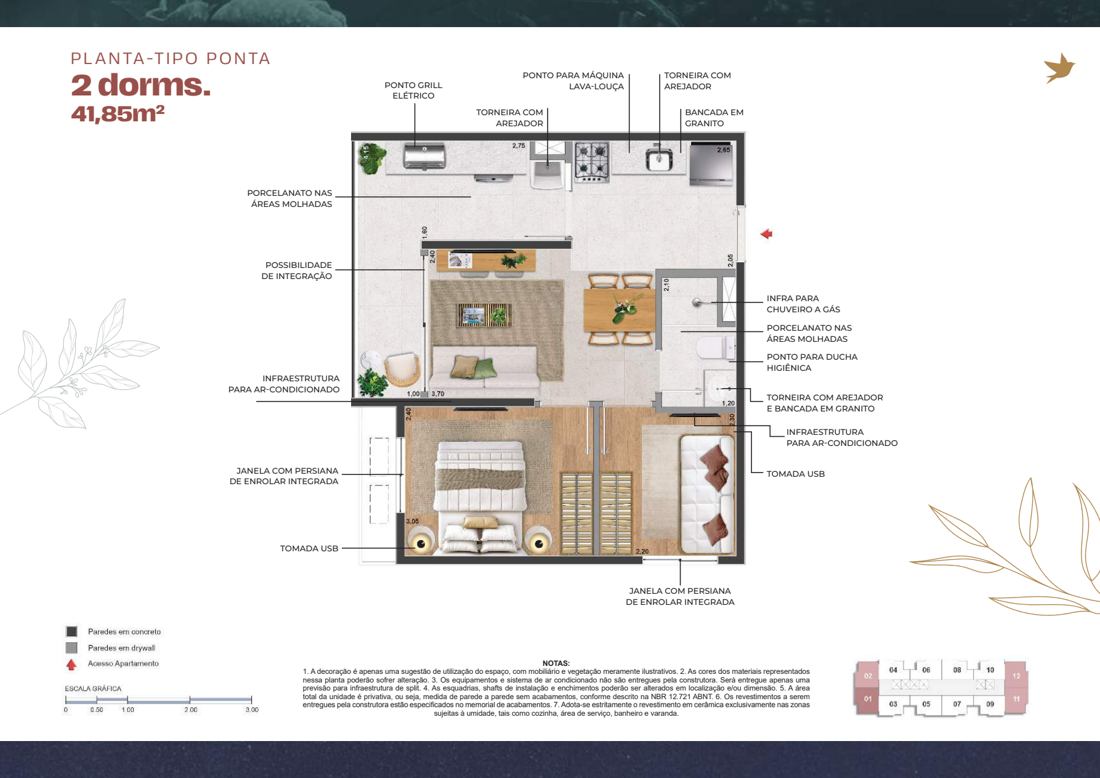 PLANTA-TIPO PONTA
2 dorms.
41,85m²
PONTO GRILL
ELÉTRICO
PONTO PARA MÁQUINA
LAVA-LOUÇA
TORNEIRA COM
AREJADOR
TORNEIRA COM
AREJADOR
BANCADA EM
GRANITO
2,75
2,65
PORCELANATO NAS
ÁREAS MOLHADAS
1,60
2,40
2,05
POSSIBILIDADE
DE INTEGRAÇÃO
2,10
INFRA PARA
CHUVEIRO A GÁS
PORCELANATO NAS
ÁREAS MOLHADAS
PONTO PARA DUCHA
HIGIÊNICA
INFRAESTRUTURA
PARA AR-CONDICIONADO
1,00
3,70
1,20
TORNEIRA COM AREJADOR
E BANCADA EM GRANITO
2,40
2,30
INFRAESTRUTURA
PARA AR-CONDICIONADO
JANELA COM PERSIANA
DE ENROLAR INTEGRADA
TOMADA USB
3,05
TOMADA USB
2,20
JANELA COM PERSIANA
DE ENROLAR INTEGRADA
Paredes em concreto
Paredes em drywall
Acesso Apartamento
ESCALA GRÁFICA
0 0.50 1.00 2.00 3.00
NOTAS:
1. A decoração é apenas uma sugestão de utilização do espaço, com mobiliário e vegetação meramente ilustrativos. 2. As cores dos materiais representados
nessa planta poderão sofrer alteração. 3. Os equipamentos e sistema de ar condicionado não são entregues pela construtora. Será entregue apenas uma
previsão para infraestrutura de split. 4. As esquadrias, shafts de instalação e enchimentos poderão ser alterados em localização e/ou dimensão. 5. A área
total da unidade é privativa, ou seja, medida de parede a parede sem acabamentos, conforme descrito na NBR 12.721 ABNT. 6. Os revestimentos a serem
entregues pela construtora estão especificados no memorial de acabamentos. 7. Adota-se estritamente o revestimento em cerâmica exclusivamente nas zonas
sujeitas à umidade, tais como cozinha, área de serviço, banheiro e varanda.
02 04 06 08 10 12
01 03 05 07 09 11